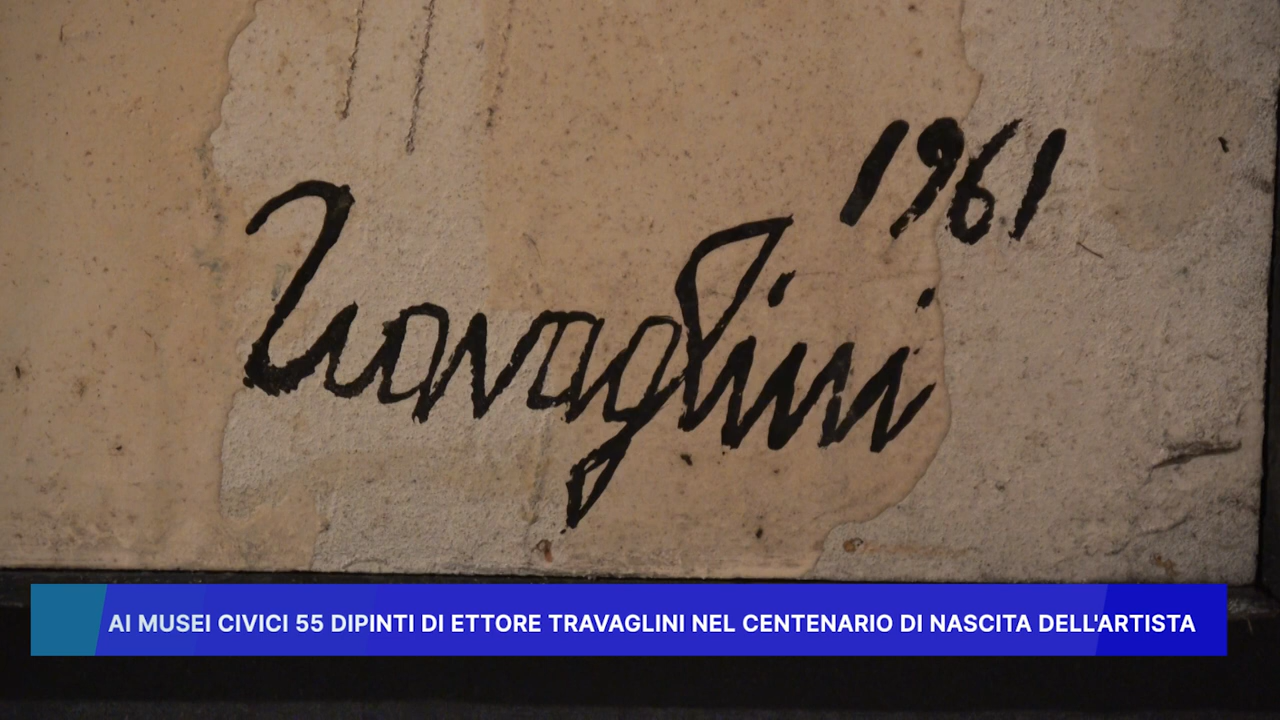 1961
Travaglini
AI MUSEI CIVICI 55 DIPINTI DI ETTORE TRAVAGLINI NEL CENTENARIO DI NASCITA DELL'ARTISTA